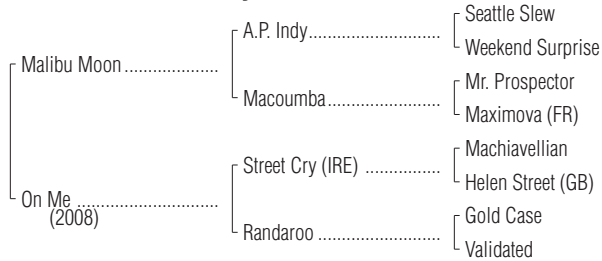 Seattle Slew
A.P. Indy
Weekend Surprise
Malibu Moon
Mr. Prospector
Macoumba
Maximova (FR)
Machiavellian
Street Cry (IRE)
Helen Street (GB)
On Me
(2008)
Gold Case
Randaroo
Validated